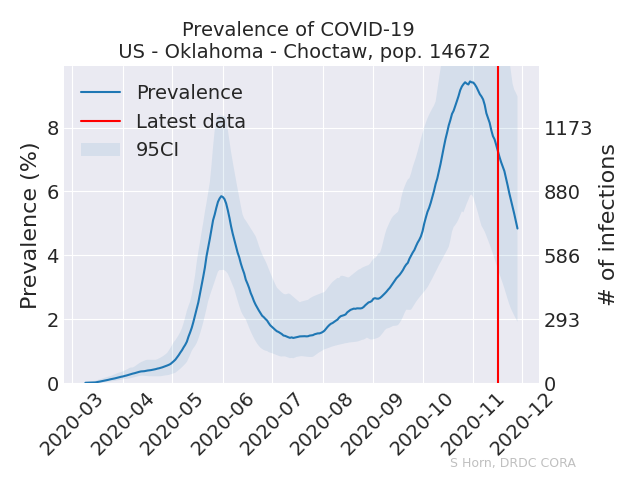 Prevalence of COVID-19
US - Oklahoma - Choctaw, pop. 14672
Prevalence
Latest data
95CI
Prevalence (%)
8
6
4
2
0
1173
880
586
293
0
# of infections
2020-03
2020-04
2020-05
2020-06
2020-07
2020-08
2020-09
2020-10
2020-11
2020-12
S Horn, DRDC CORA